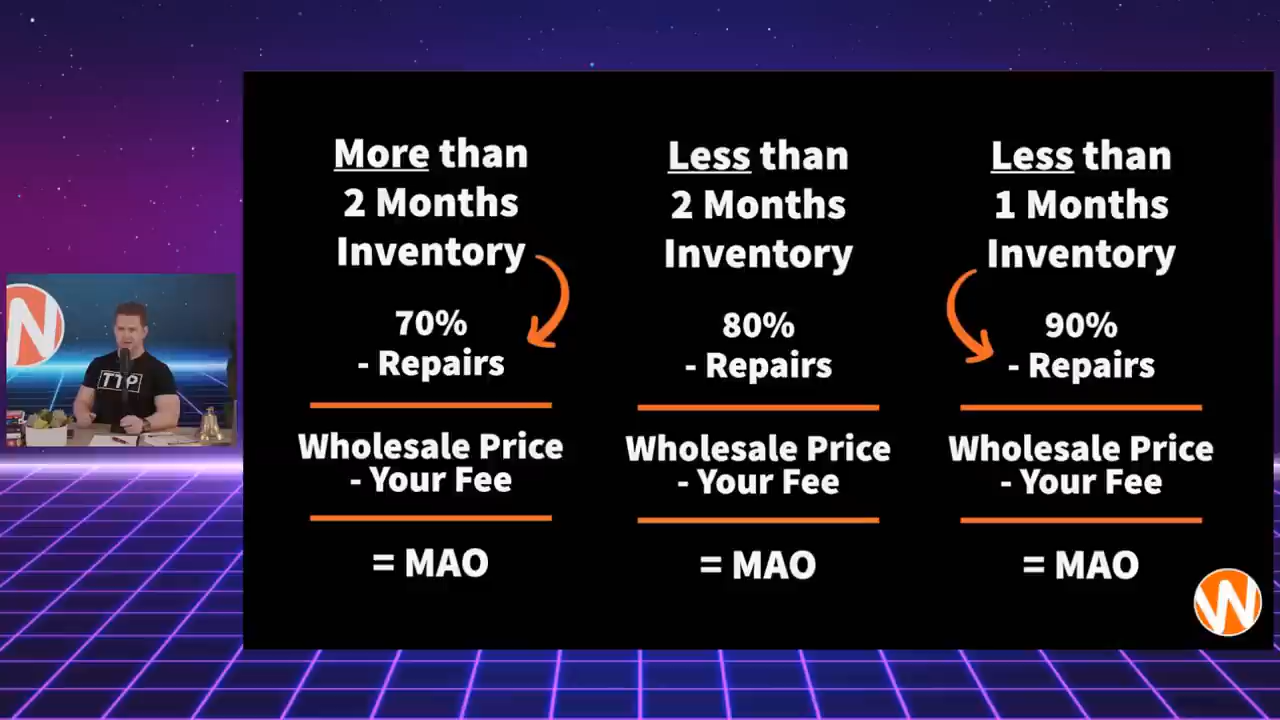 More than
2 Months
Inventory
70%
- Repairs
Wholesale Price
- Your Fee
= MAO
Less than
2 Months
Inventory
80%
- Repairs
Wholesale Price
- Your Fee
= MAO
Less than
1 Months
Inventory
90%
- Repairs
Wholesale Price
- Your Fee
= MAO
TTP
W